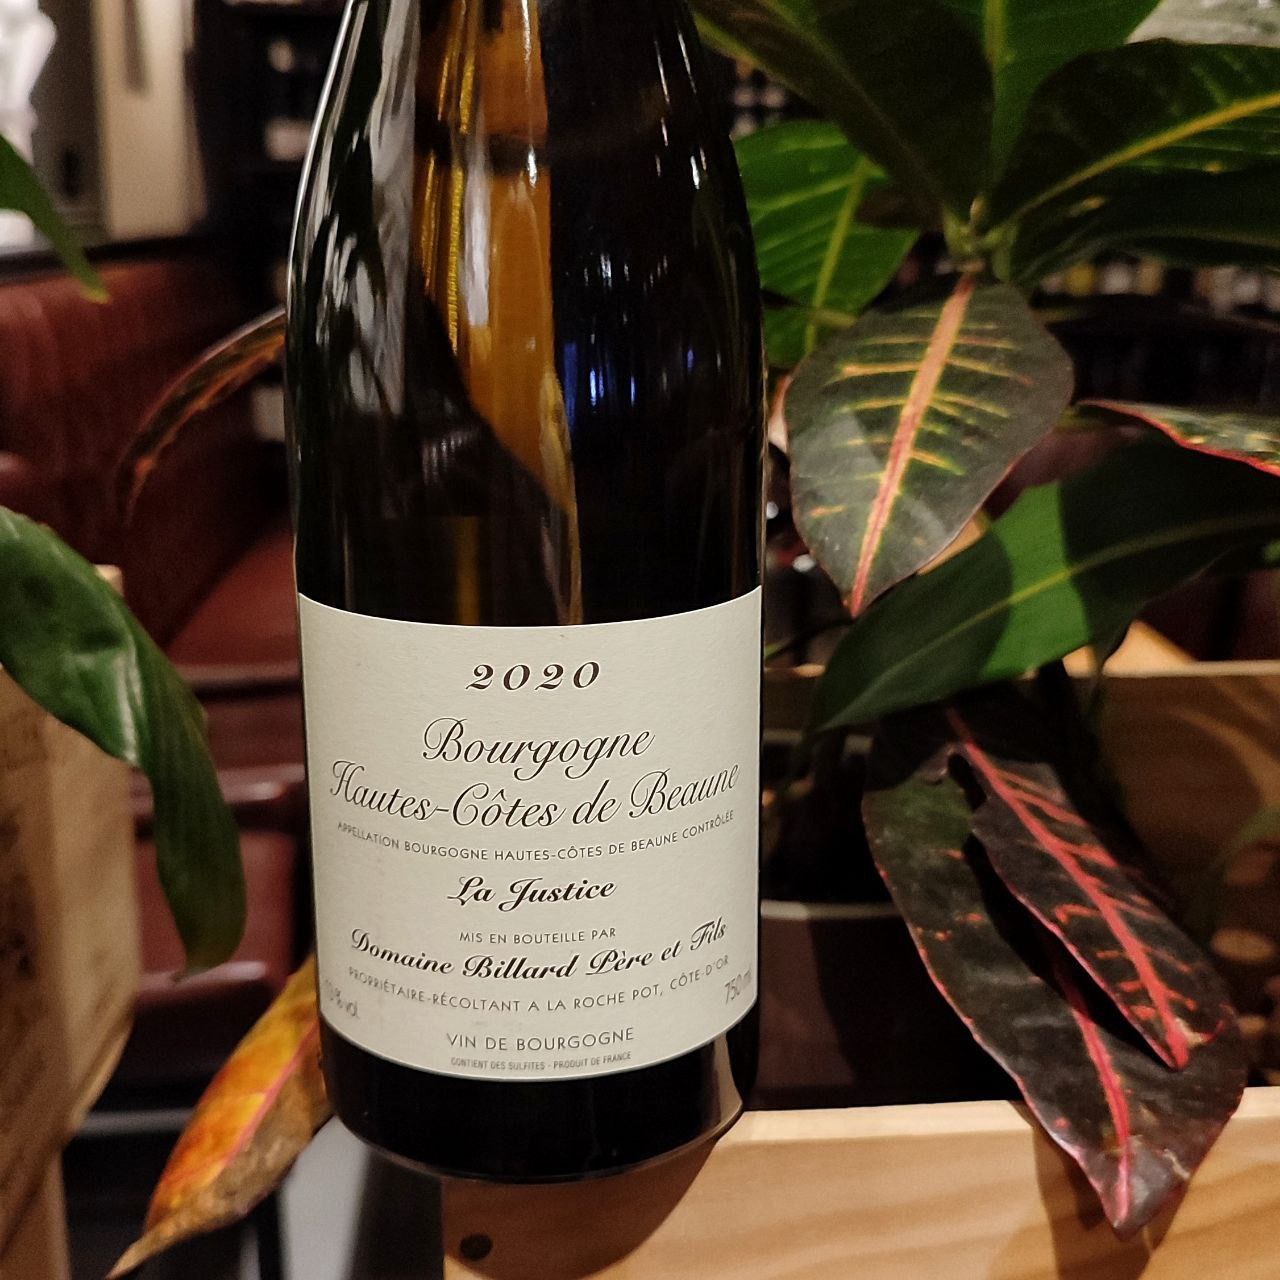 2020
Bourgogne
Hautes-Côtes de Beaune
APPELLATION BOURGOGNE HAUTES-CÔTES DE BEAUNE CONTRÔLÉE
La Justice
MIS EN BOUTEILLE PAR
Domaine Billard Père et Fils
PROPRIÉTAIRE-RÉCOLTANT A LA ROCHE POT, CÔTE-D'OR
% vol.
750 ml
VIN DE BOURGOGNE
CONTIENT DES SULFITES - PRODUIT DE FRANCE